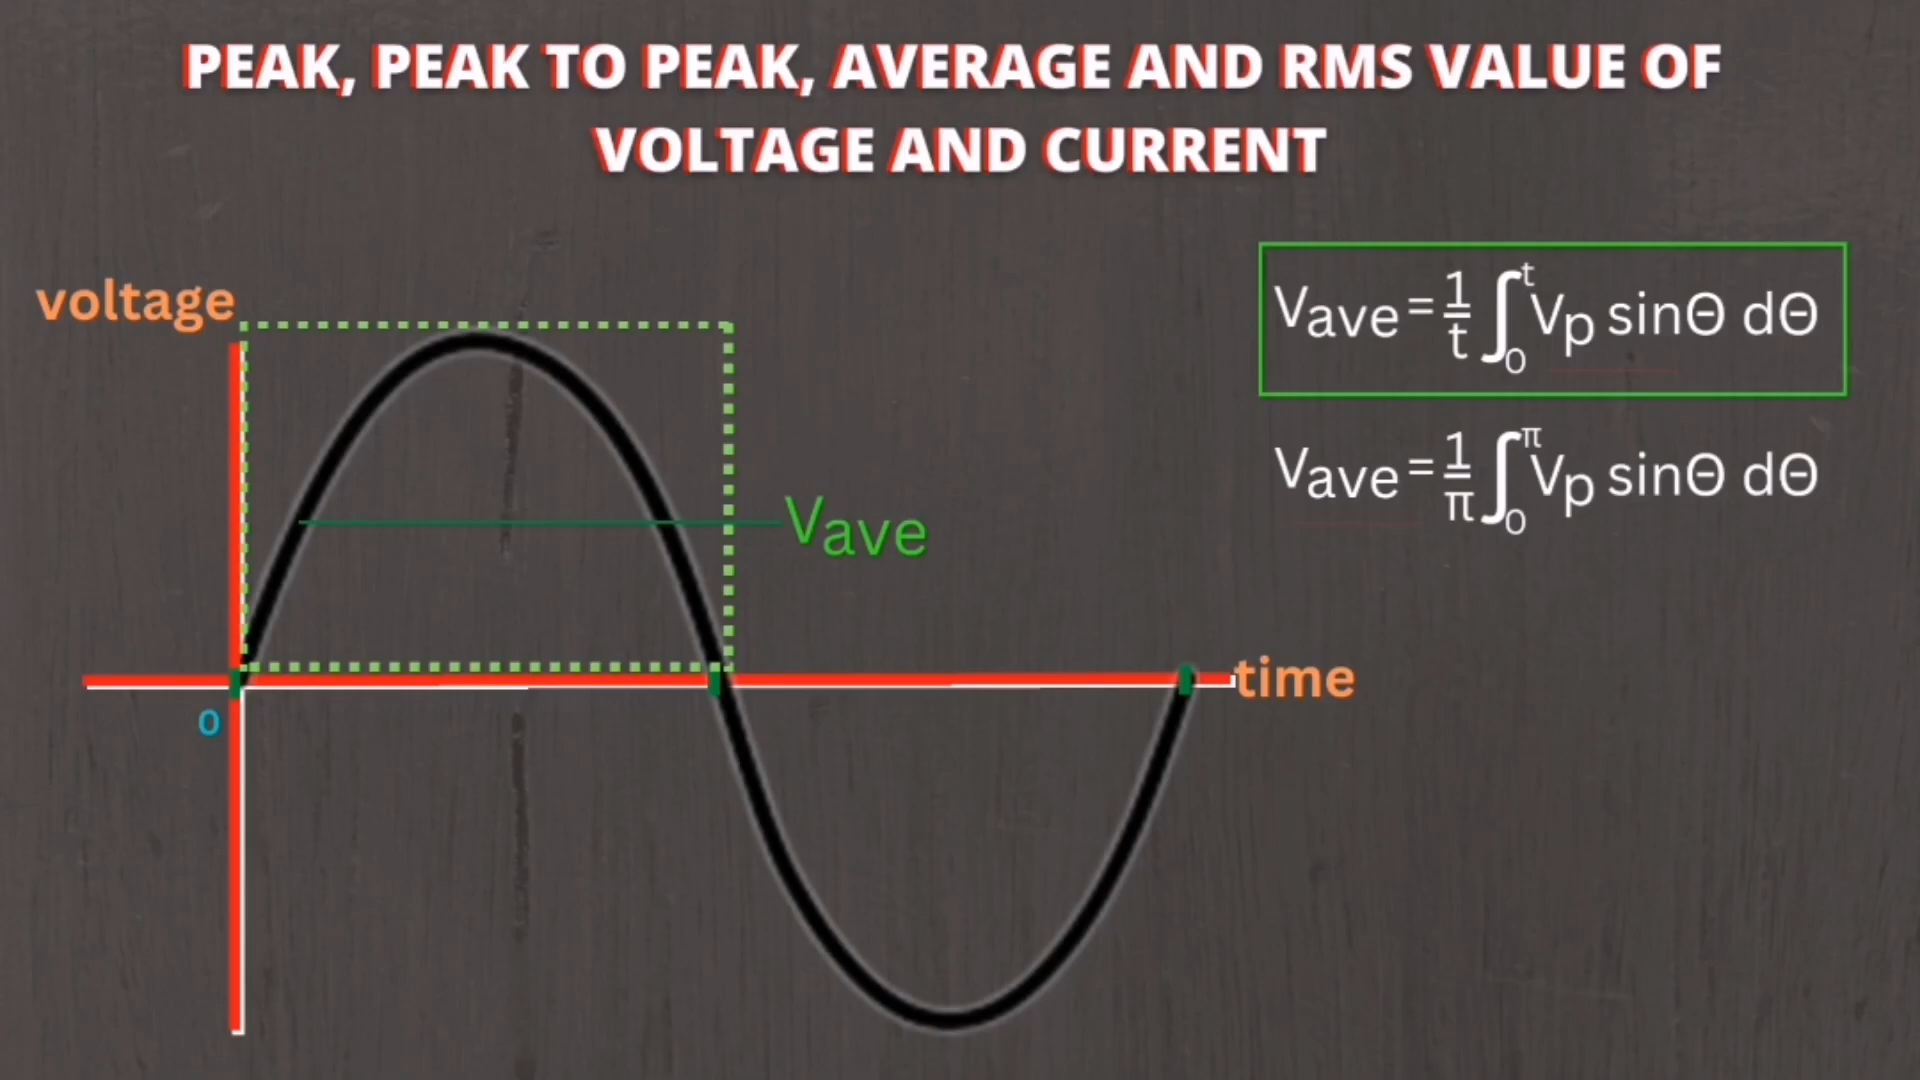 PEAK, PEAK TO PEAK, AVERAGE AND RMS VALUE OF
VOLTAGE AND CURRENT
voltage
Vave = 1/t ∫₀ᵗ Vp sinΘ dΘ
Vave = 1/π ∫₀^π Vp sinΘ dΘ
Vave
time
0